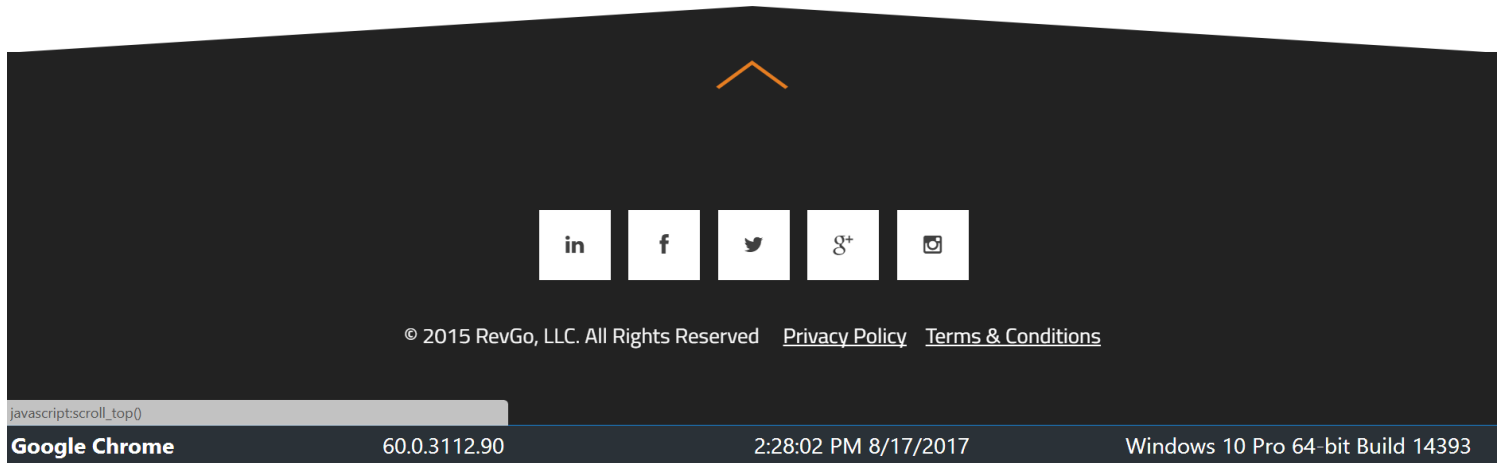 in f g+
© 2015 RevGo, LLC. All Rights Reserved Privacy Policy Terms & Conditions
javascript:scroll_top()
Google Chrome 60.0.3112.90 2:28:02 PM 8/17/2017 Windows 10 Pro 64-bit Build 14393